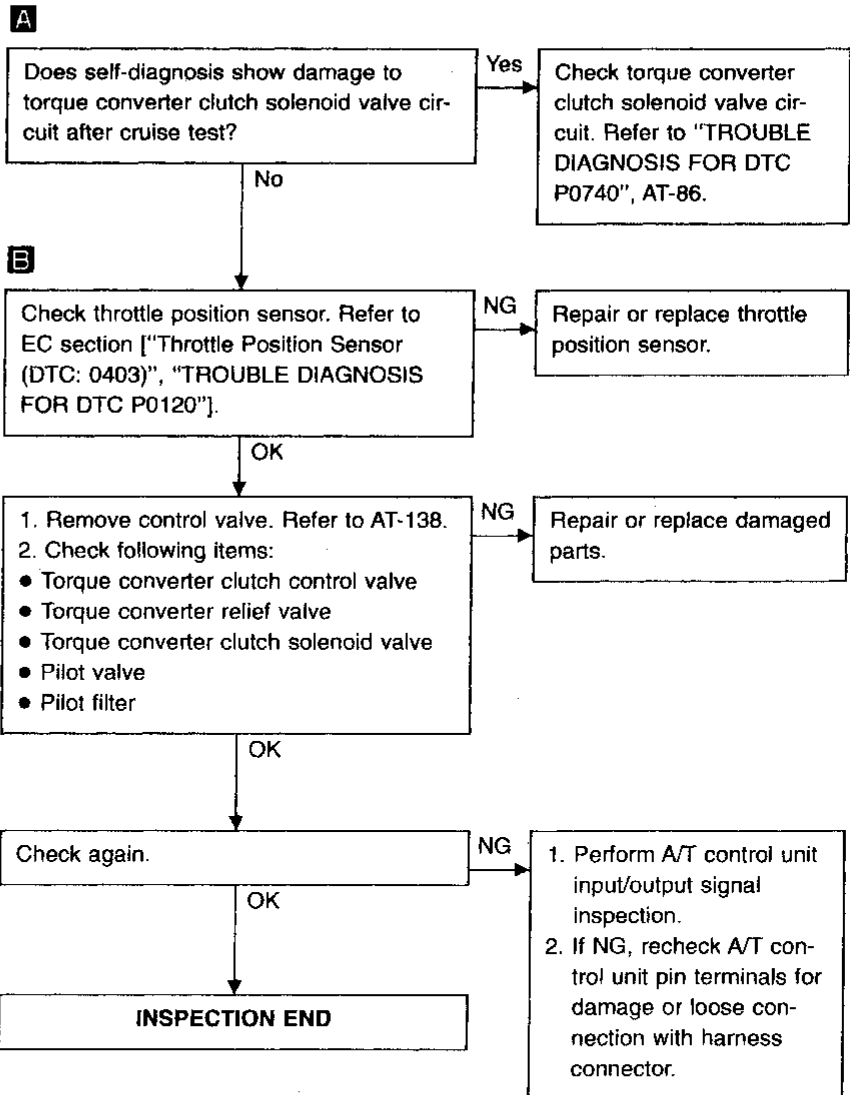 A
Does self-diagnosis show damage to
torque converter clutch solenoid valve cir-
cuit after cruise test?
Yes
Check torque converter
clutch solenoid valve cir-
cuit. Refer to "TROUBLE
DIAGNOSIS FOR DTC
P0740", AT-86.
No
B
Check throttle position sensor. Refer to
EC section ["Throttle Position Sensor
(DTC: 0403)", "TROUBLE DIAGNOSIS
FOR DTC P0120"].
NG
Repair or replace throttle
position sensor.
OK
1. Remove control valve. Refer to AT-138.
2. Check following items:
● Torque converter clutch control valve
● Torque converter relief valve
● Torque converter clutch solenoid valve
● Pilot valve
● Pilot filter
NG
Repair or replace damaged
parts.
OK
Check again.
NG
1. Perform A/T control unit
input/output signal
inspection.
2. If NG, recheck A/T con-
trol unit pin terminals for
damage or loose con-
nection with harness
connector.
OK
INSPECTION END